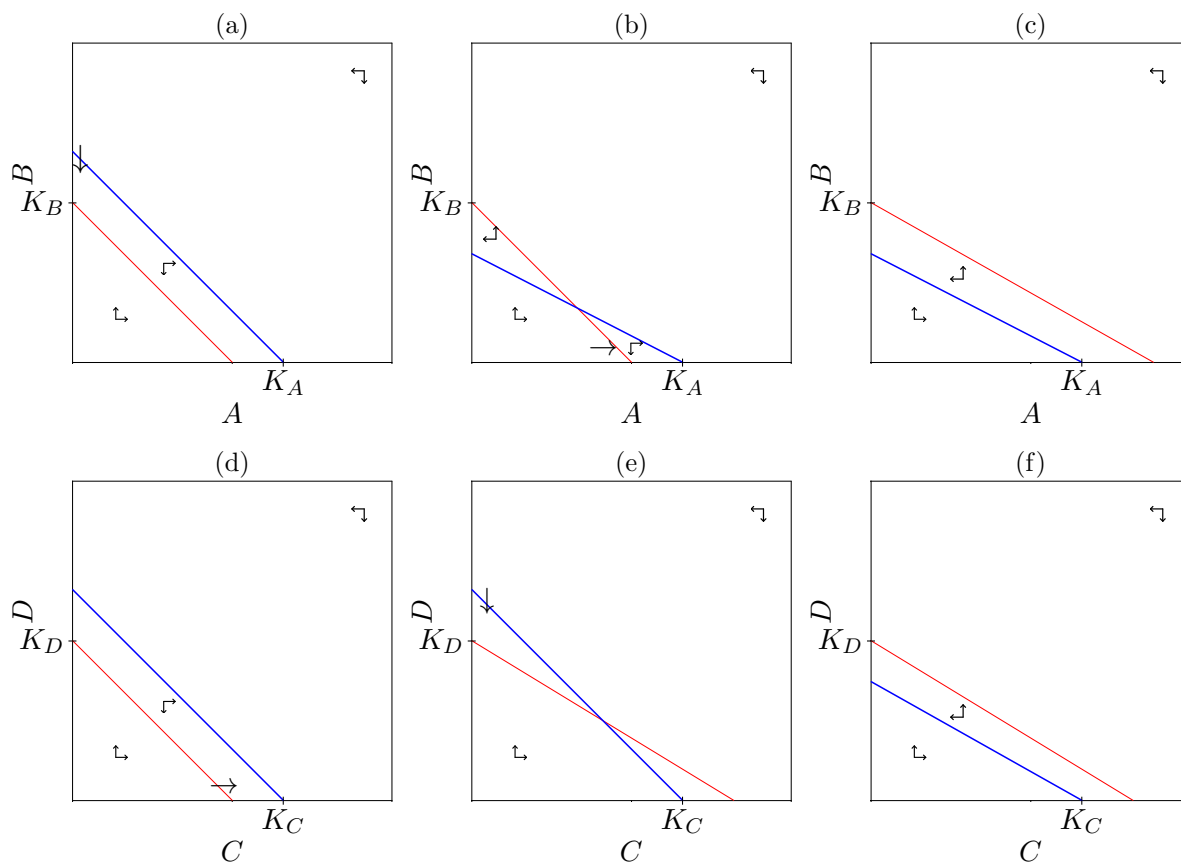 (a) (b) (c)
B K_B K_A A
B K_B K_A A
B K_B K_A A
(d) (e) (f)
D K_D K_C C
D K_D K_C C
D K_D K_C C